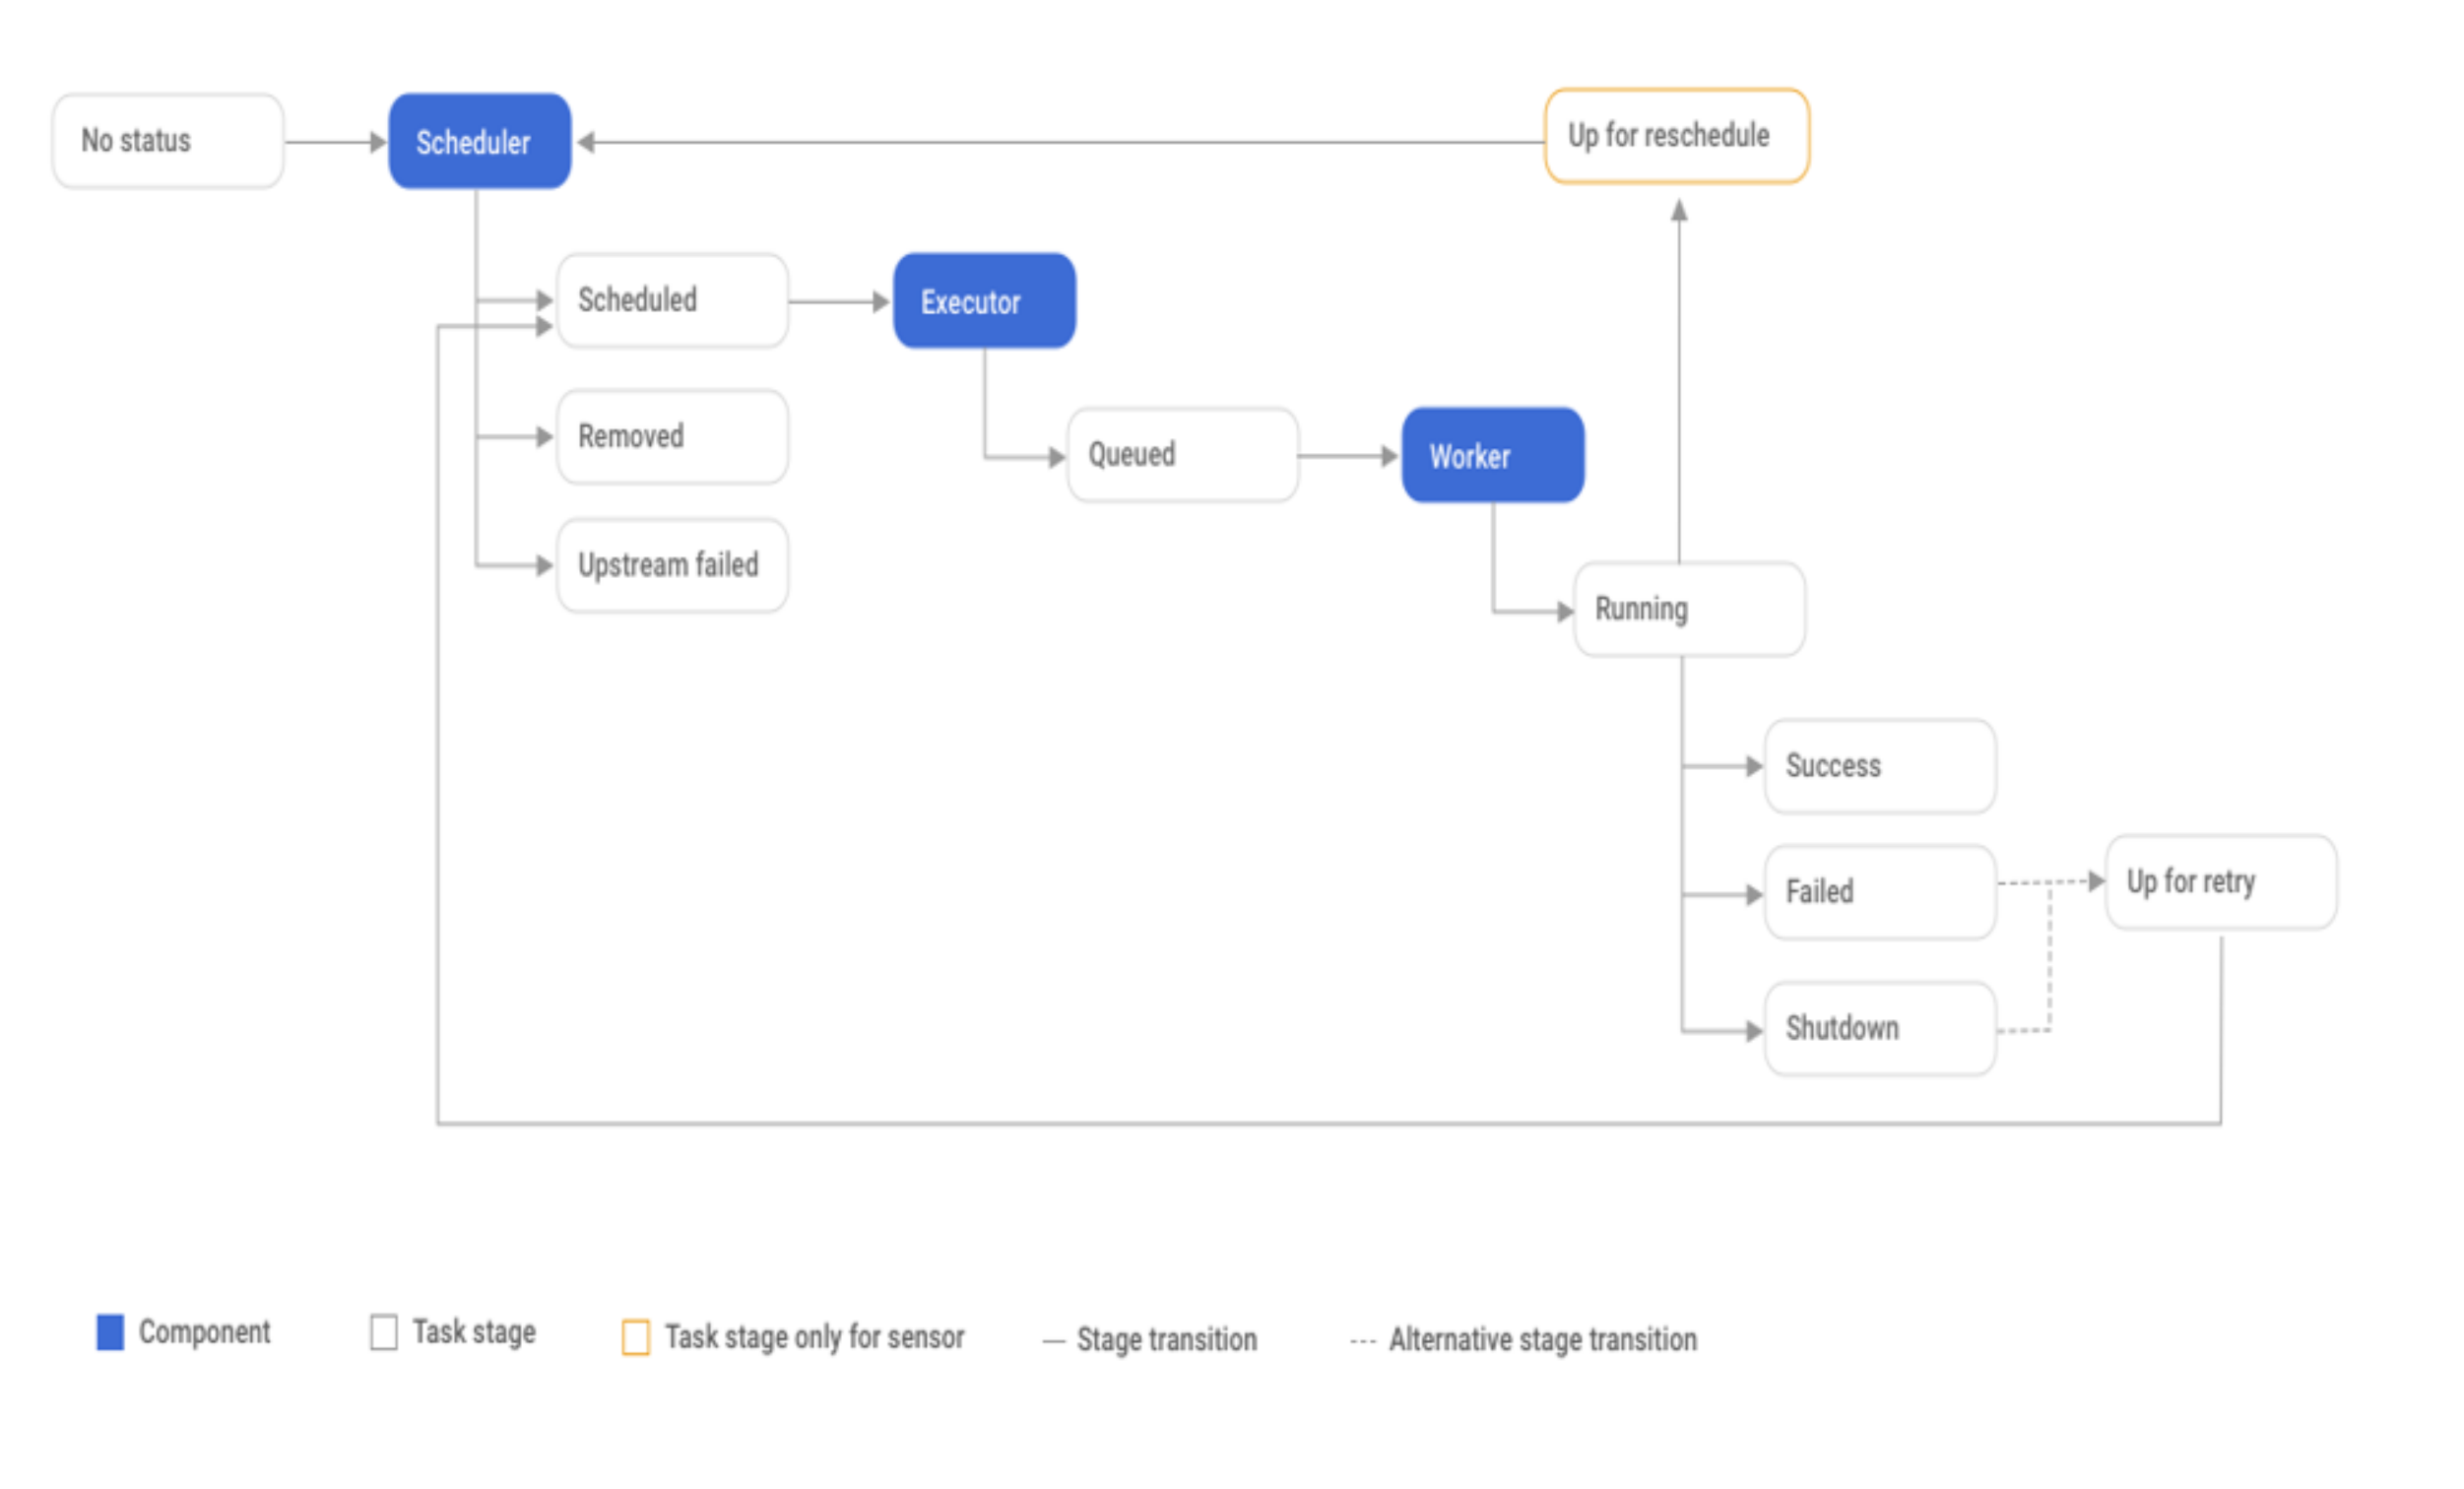 No status
Scheduler
Up for reschedule
Scheduled
Executor
Removed
Queued
Worker
Upstream failed
Running
Success
Failed
Up for retry
Shutdown
Component
Task stage
Task stage only for sensor
Stage transition
Alternative stage transition